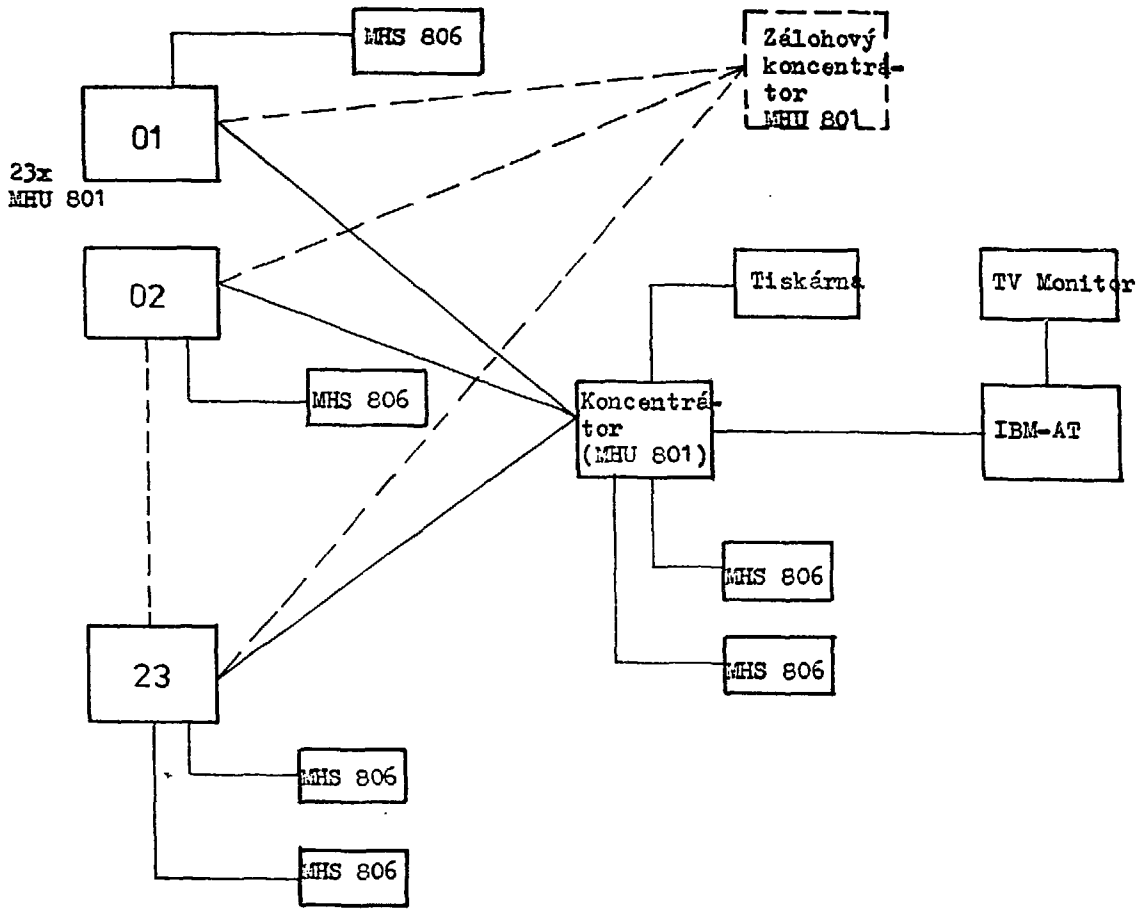 MHS 806
Zálohový
koncentrá-
tor
MHU 801
01
23x
MHU 801
02
Tiskárna
TV Monitor
MHS 806
Koncentrá-
tor
(MHU 801)
IBM-AT
MHS 806
MHS 806
23
MHS 806
MHS 806